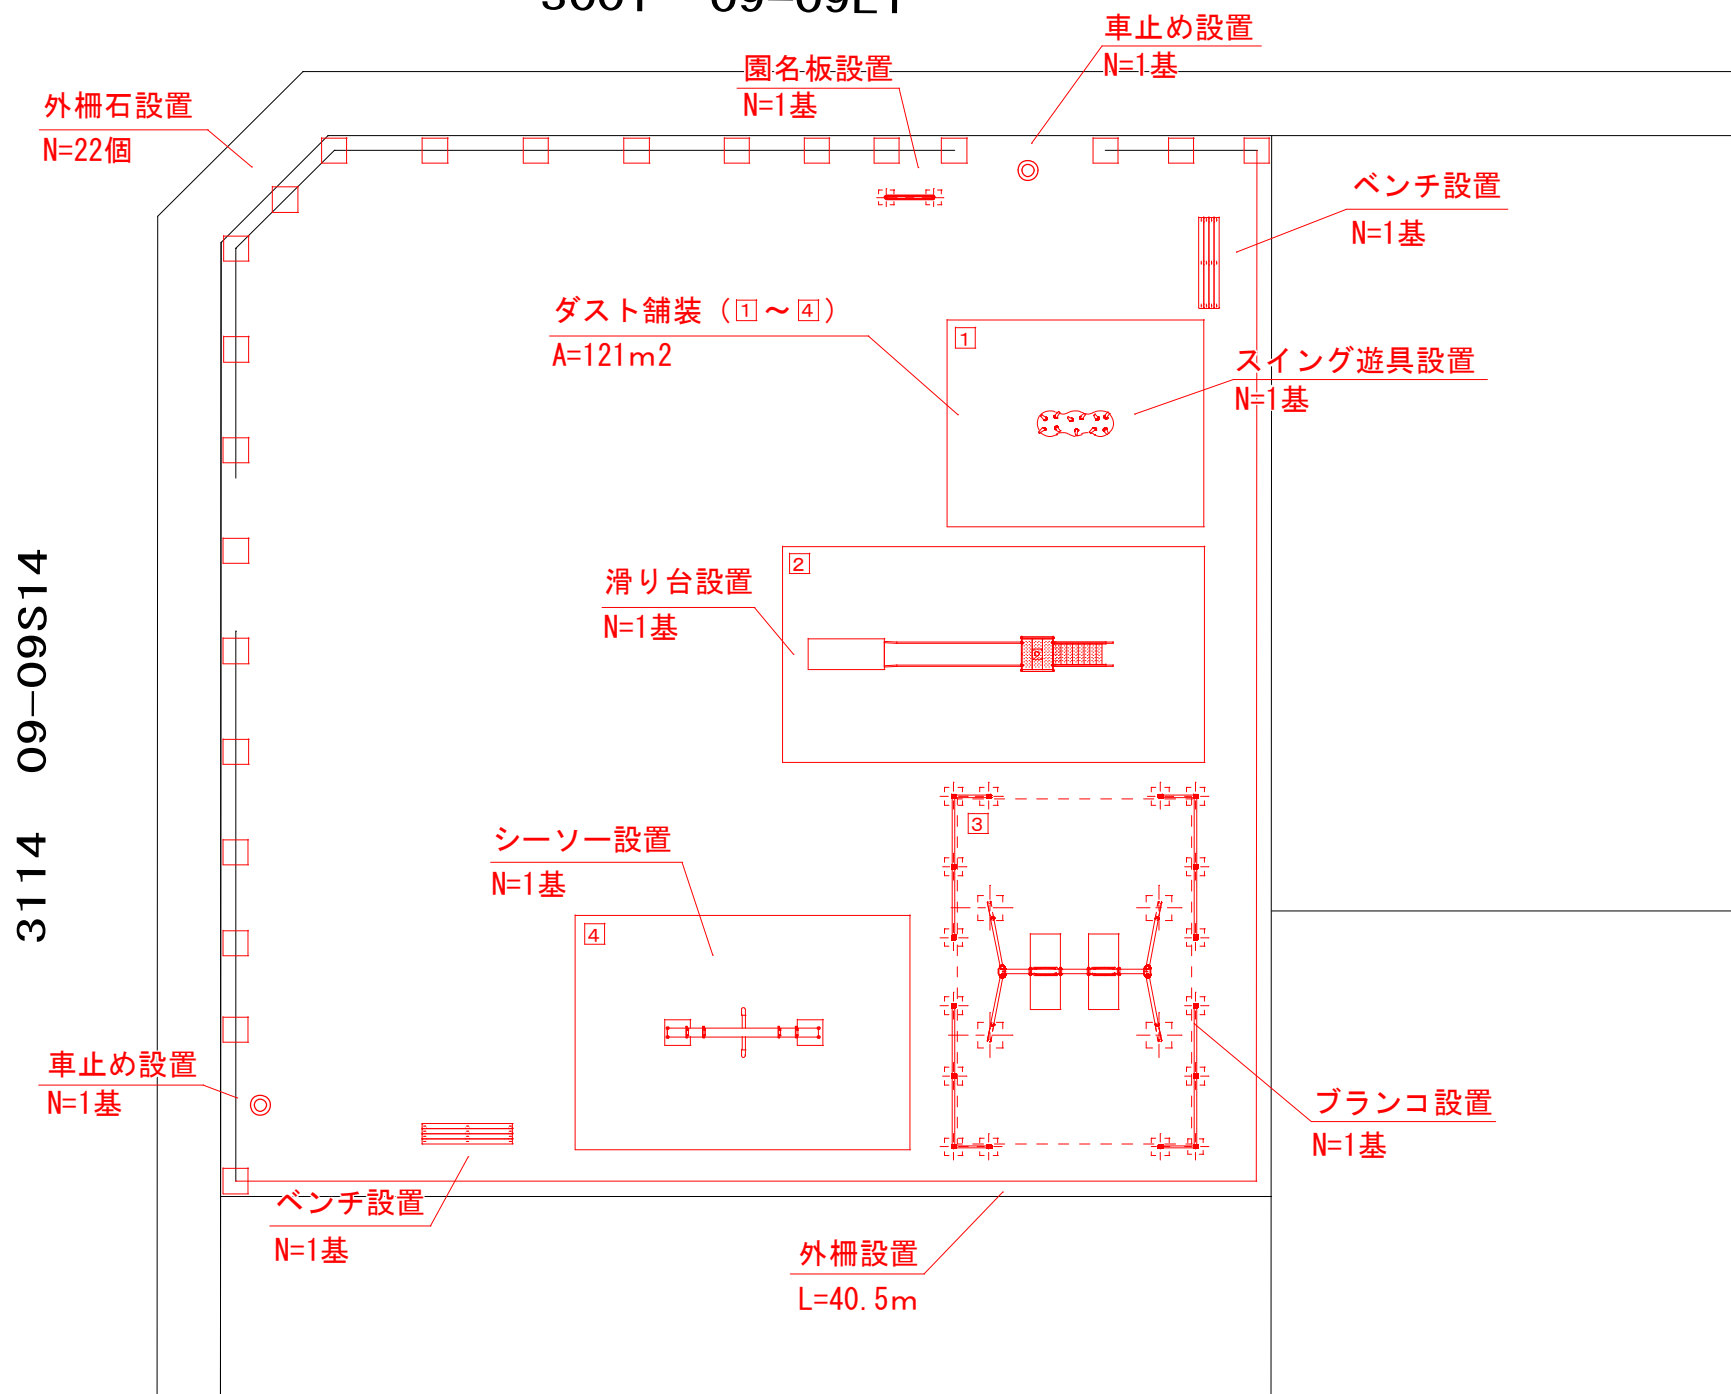 車止め設置
N=1基
園名板設置
N=1基
外柵石設置
N=22個
ベンチ設置
N=1基
ダスト舗装（1～4）
A=121m2
1
スイング遊具設置
N=1基
2
滑り台設置
N=1基
3114 09-09S14
3
シーソー設置
N=1基
4
車止め設置
N=1基
ブランコ設置
N=1基
ベンチ設置
N=1基
外柵設置
L=40.5m